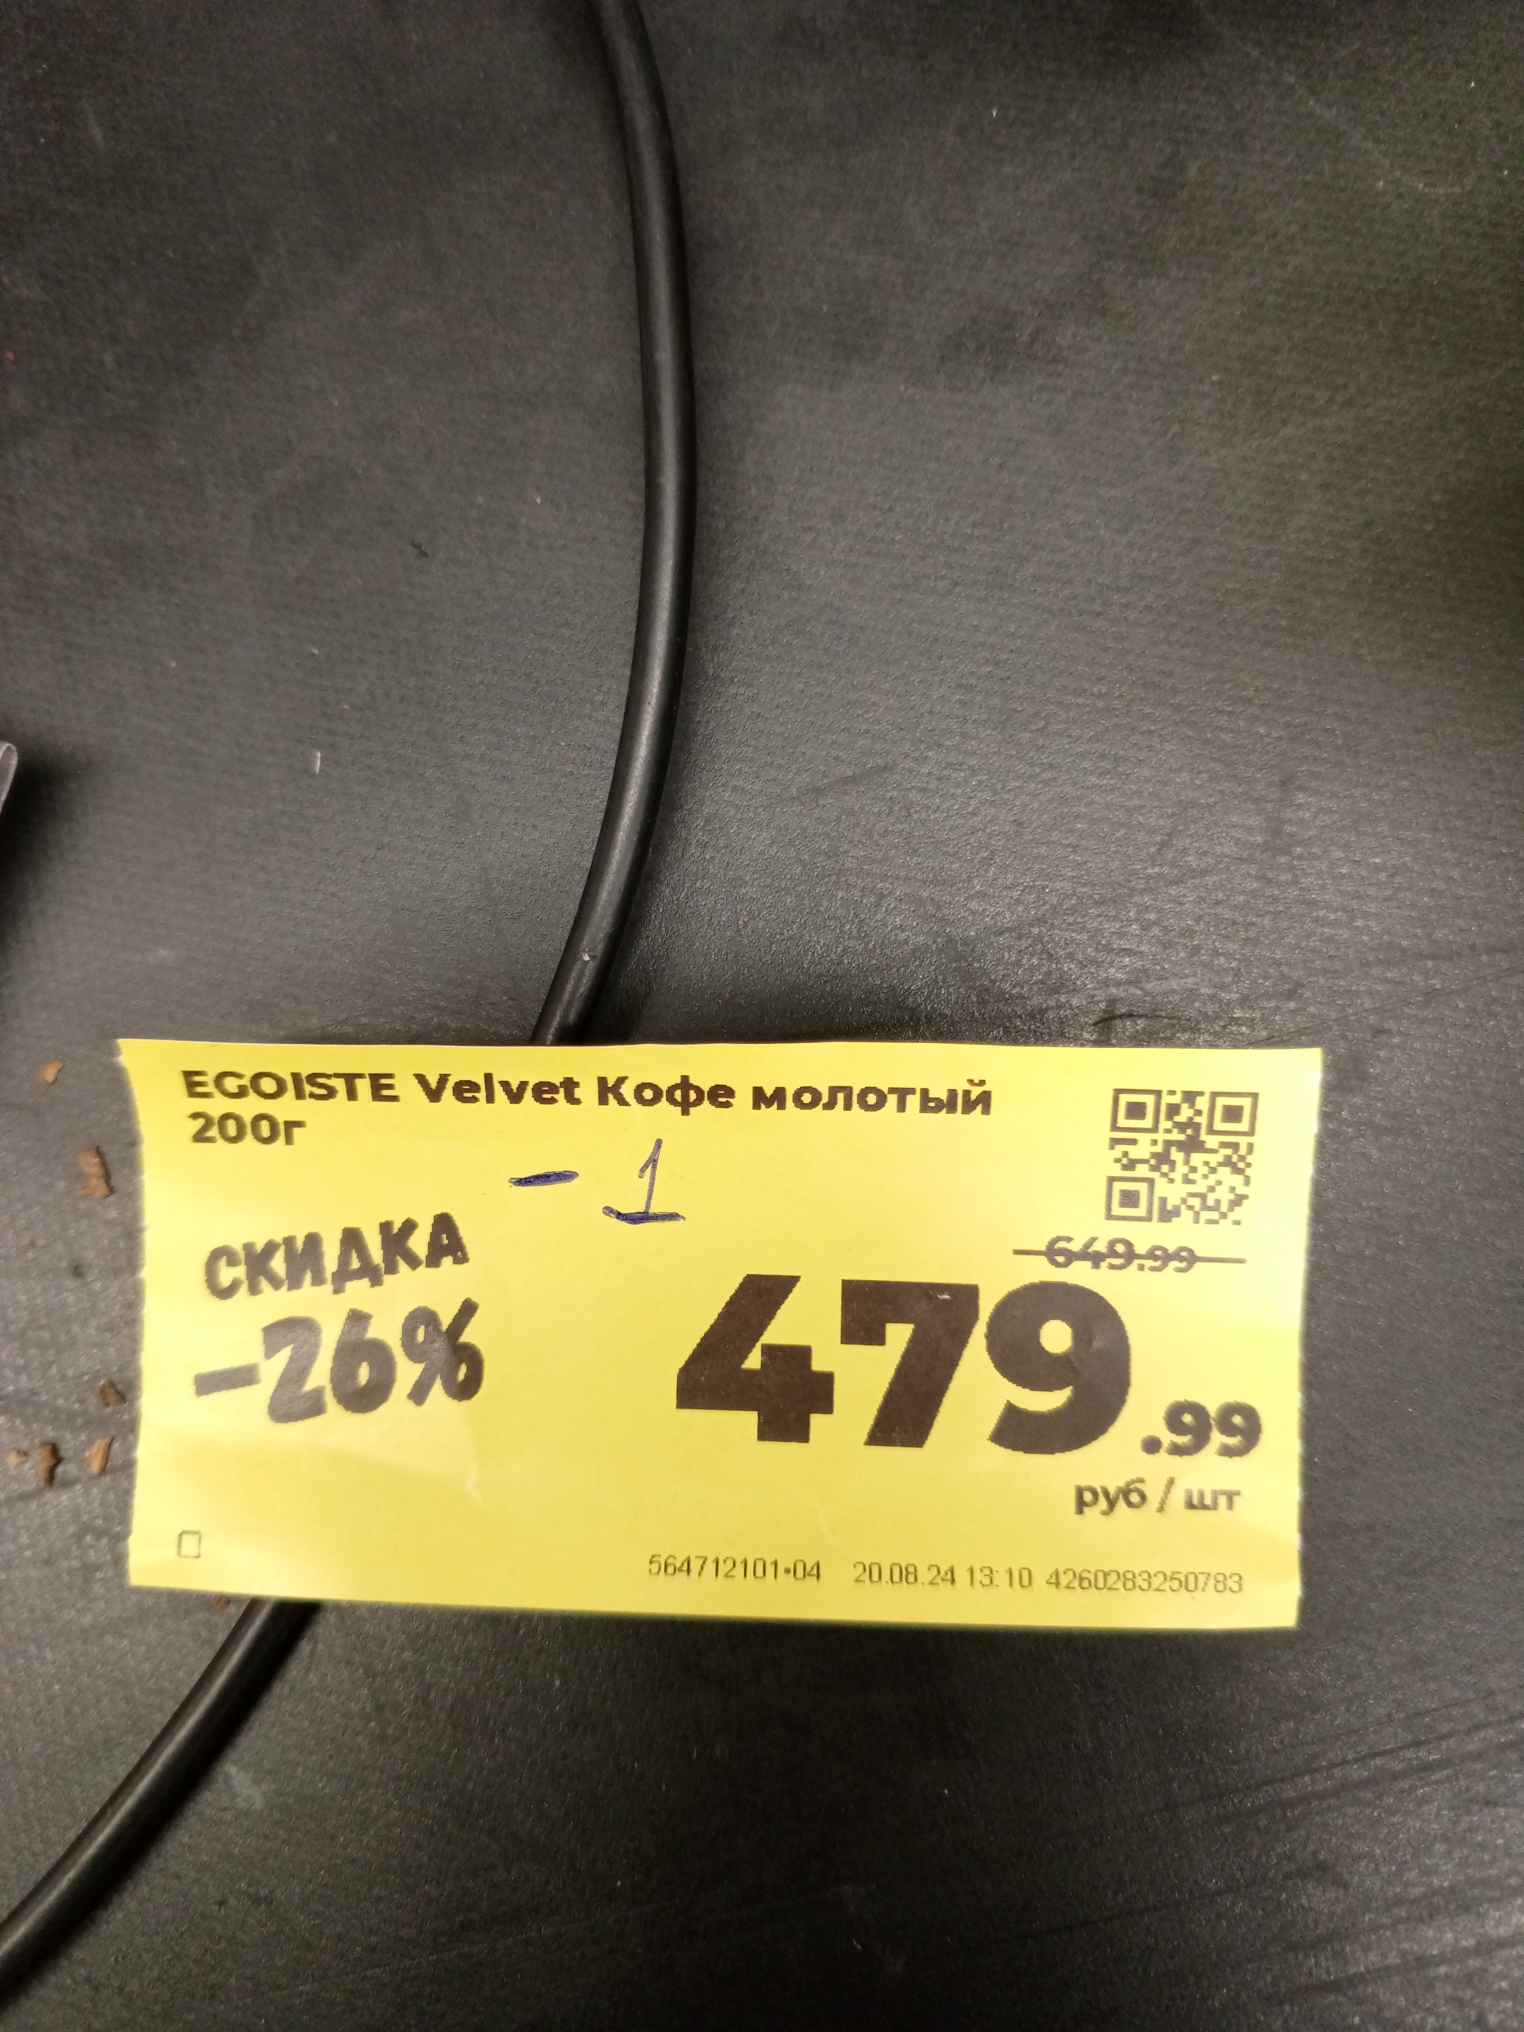 EGOISTE Velvet Кофе молотый
200г
- 1
СКИДКА
-26%
649.99
479.99
руб / шт
564712101•04 20.08.24 13:10 4260283250783